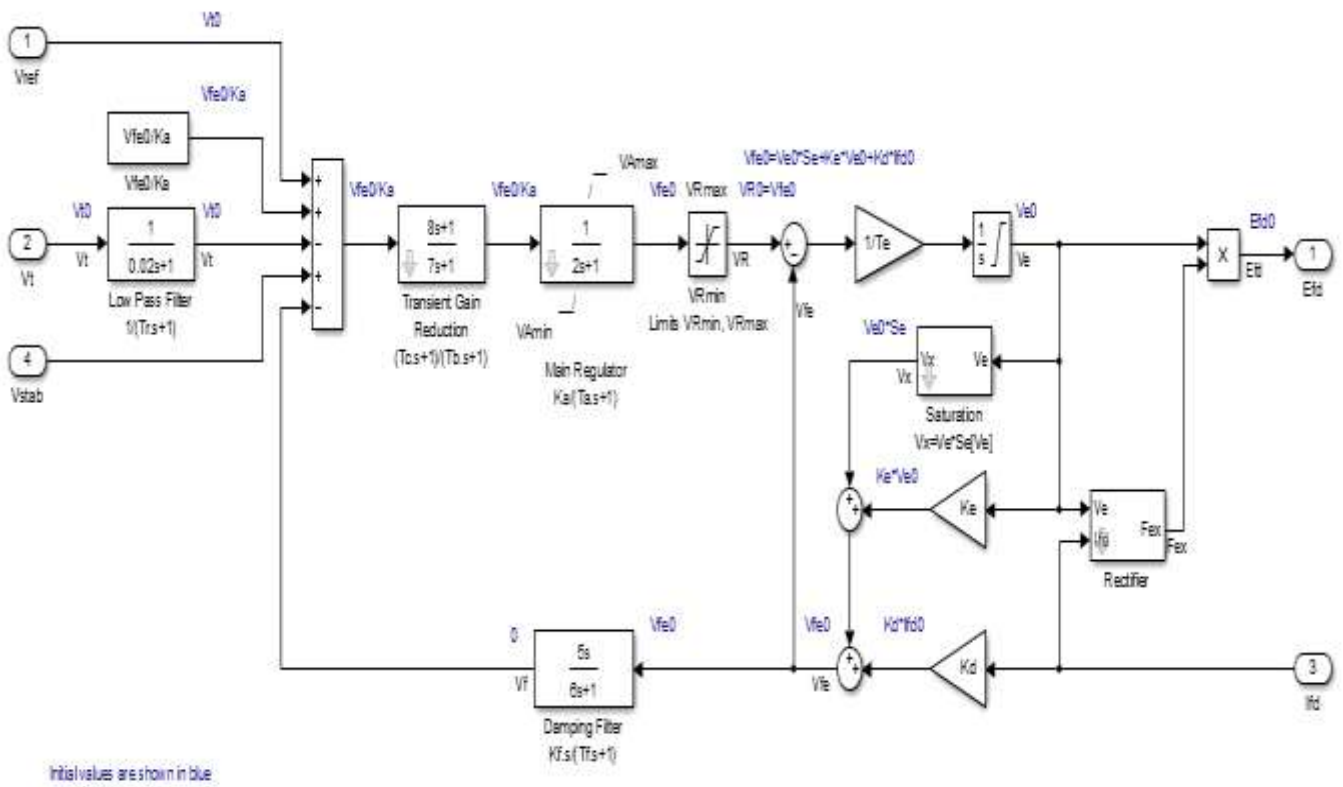 Vt0
1
Vref
Vfe0/Ka
Vfe0/Ka
Vfe0/Ka
Vt0
Vt0
2
Vt
Vt
1
0.02s+1
Vt
Low Pass Filter
1/(Tr.s+1)
4
Vstab
+
+
-
+
-
Vfe0/Ka
8s+1
7s+1
Transient Gain
Reduction
(Tc.s+1)/(Tb.s+1)
Vfe0/Ka
VAmax
1
2s+1
VAmin
Main Regulator
Ka/(Ta.s+1)
Vfe0
VRmax
VR
VRmin
Limits VRmin, VRmax
Vfe0=Ve0*Se+Ke*Ve0+Kd*Ifd0
VR0=Vfe0
+
-
Vfe
1/Te
1
s
Ve0
Ve
X
Efd0
Efd
1
Efd
Ve0*Se
Vx
Vx
Ve
Saturation
Vx=Ve*Se[Ve]
Ke*Ve0
+
+
Ke
Ve
Ifd
Fex
Fex
Rectifier
0
Vf
5s
6s+1
Damping Filter
Kf.s/(Tf.s+1)
Vfe0
Vfe0
Vfe
+
+
Kd*Ifd0
Kd
3
Ifd
Initial values are shown in blue